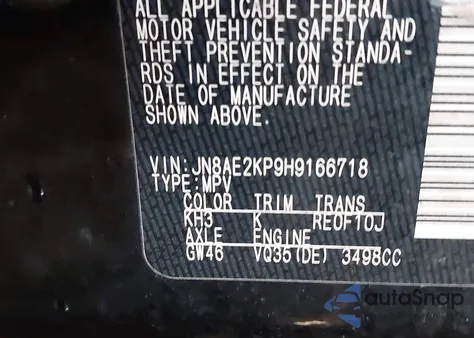 ALL APPLICABLE FEDERAL
MOTOR VEHICLE SAFETY AND
THEFT PREVENTION STANDA-
RDS IN EFFECT ON THE
DATE OF MANUFACTURE
SHOWN ABOVE.
VIN:JN8AE2KP9H9166718
TYPE:MPV
COLOR TRIM TRANS
KH3 K RE0F10J
AXLE ENGINE
GW46 VQ35(DE) 3498CC
autoSnap